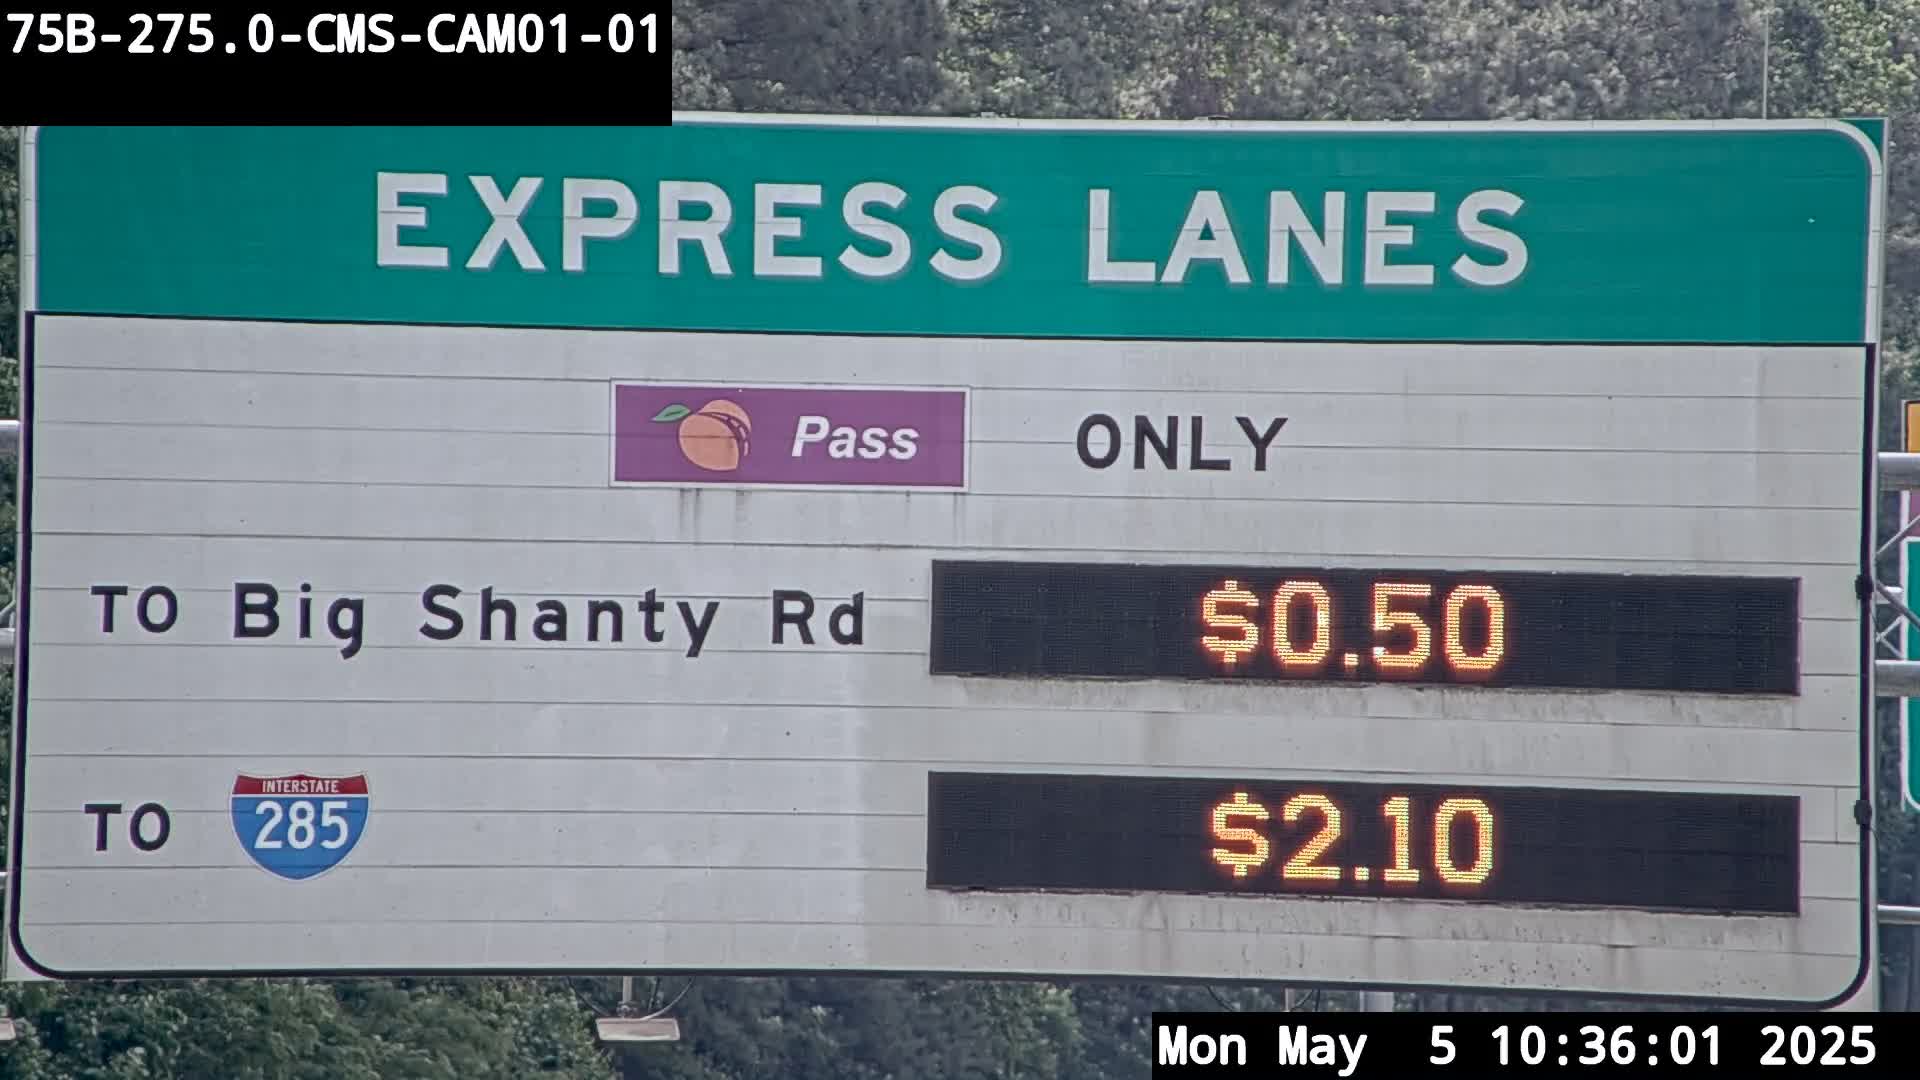 75B-275.0-CMS-CAM01-01
EXPRESS LANES
Pass ONLY
TO Big Shanty Rd $0.50
INTERSTATE
TO 285 $2.10
Mon May 5 10:36:01 2025